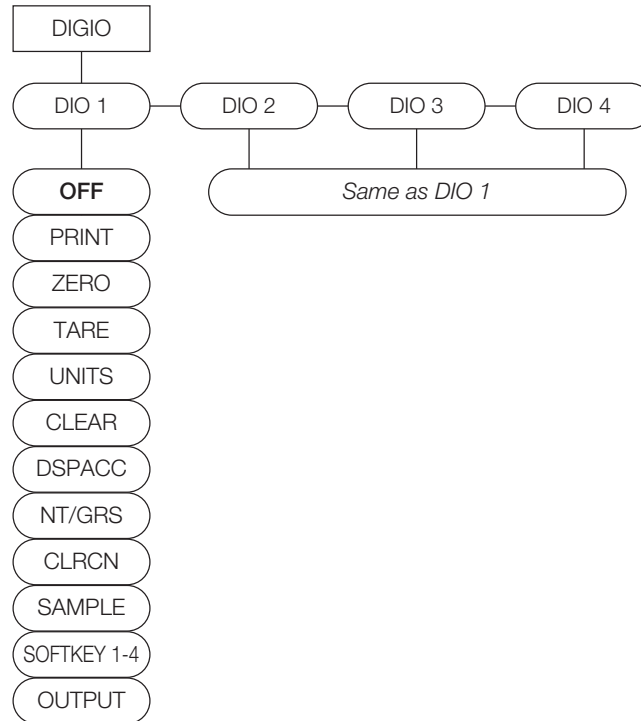 DIGIO
DIO 1 DIO 2 DIO 3 DIO 4
OFF Same as DIO 1
PRINT
ZERO
TARE
UNITS
CLEAR
DSPACC
NT/GRS
CLRCN
SAMPLE
SOFTKEY 1-4
OUTPUT